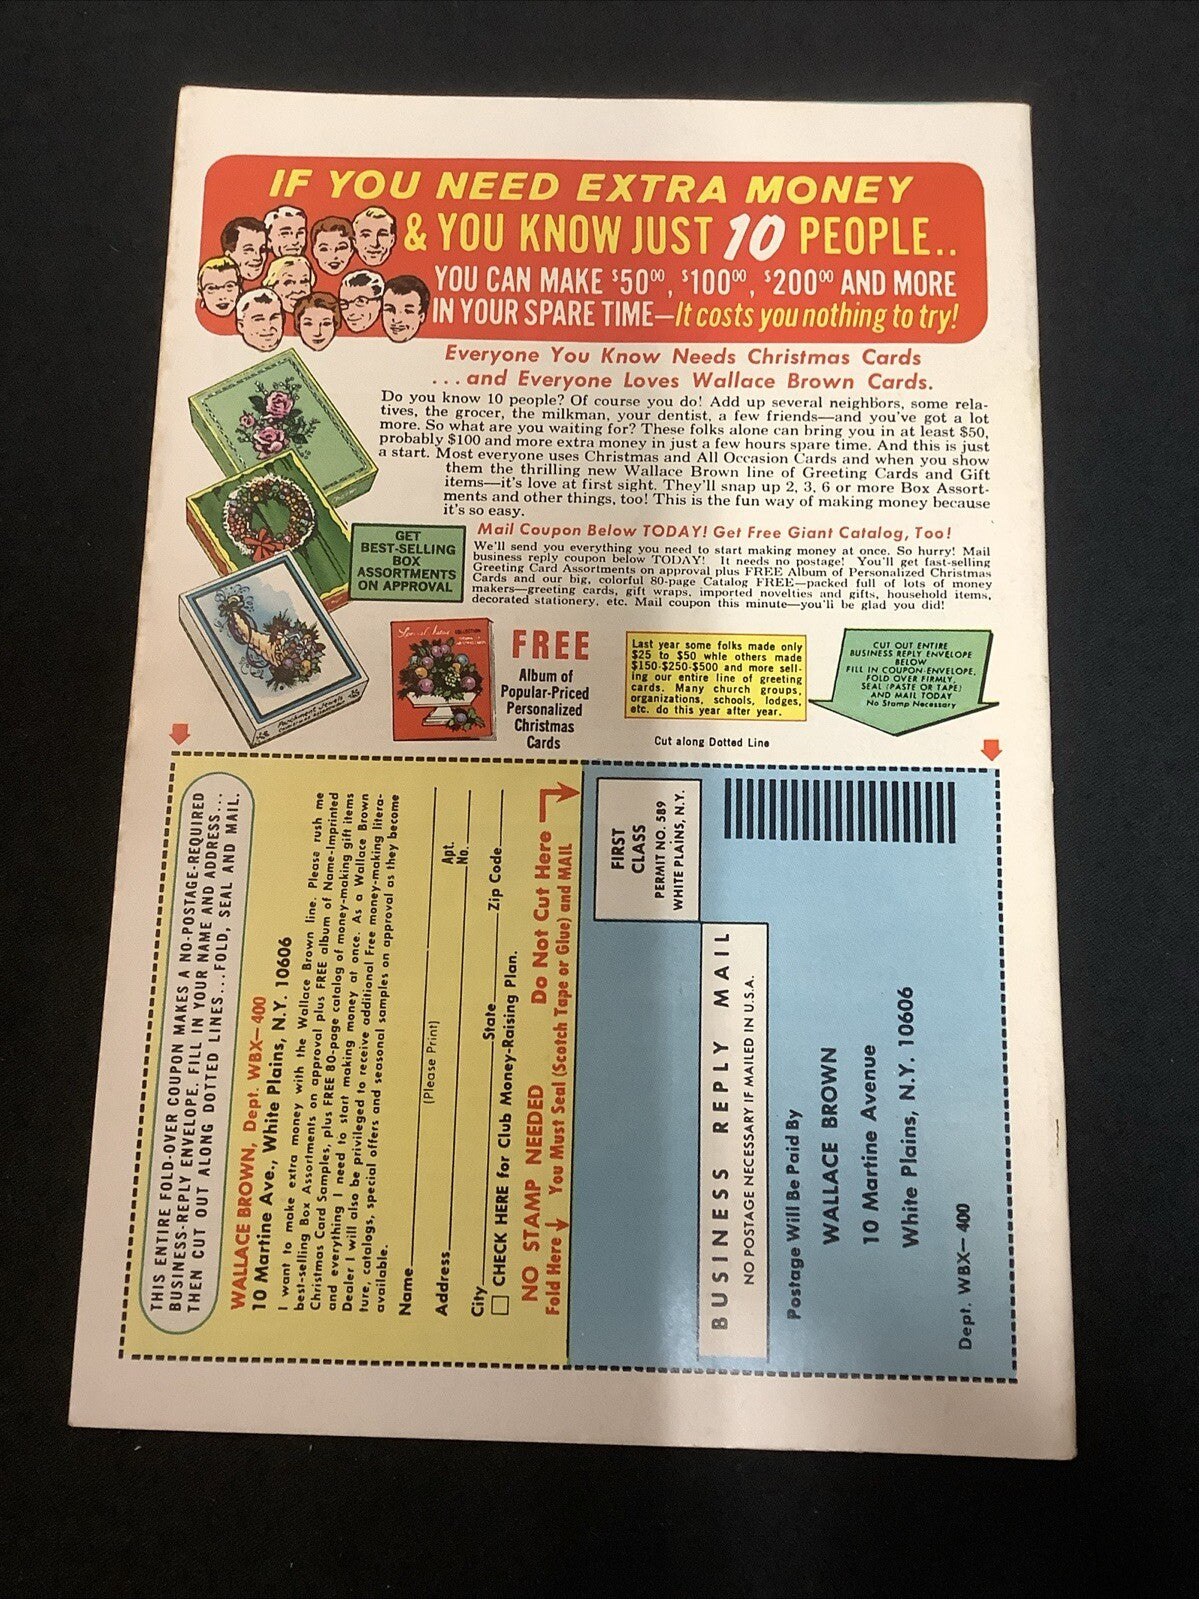 IF YOU NEED EXTRA MONEY
& YOU KNOW JUST 10 PEOPLE..
YOU CAN MAKE $50⁰⁰, $100⁰⁰, $200⁰⁰ AND MORE
IN YOUR SPARE TIME—It costs you nothing to try!
Everyone You Know Needs Christmas Cards
... and Everyone Loves Wallace Brown Cards.
Do you know 10 people? Of course you do! Add up several neighbors, some rela-
tives, the grocer, the milkman, your dentist, a few friends—and you've got a lot
more. So what are you waiting for? These folks alone can bring you in at least $50,
probably $100 and more extra money in just a few hours spare time. And this is just
a start. Most everyone uses Christmas and All Occasion Cards and when you show
them the thrilling new Wallace Brown line of Greeting Cards and Gift
items—it's love at first sight. They'll snap up 2, 3, 6 or more Box Assort-
ments and other things, too! This is the fun way of making money because
it's so easy.
Mail Coupon Below TODAY! Get Free Giant Catalog, Too!
We'll send you everything you need to start making money at once. So hurry! Mail
business reply coupon below TODAY! It needs no postage! You'll get fast-selling
Greeting Card Assortments on approval plus FREE Album of Personalized Christmas
Cards and our big, colorful 80-page Catalog FREE—packed full of lots of money
makers—greeting cards, gift wraps, imported novelties and gifts, household items,
decorated stationery, etc. Mail coupon this minute—you'll be glad you did!
GET
BEST-SELLING
BOX
ASSORTMENTS
ON APPROVAL
Parchment Jewels
COLLECTION
FREE
Album of
Popular-Priced
Personalized
Christmas
Cards
Last year some folks made only
$25 to $50 whle others made
$150-$250-$500 and more sell-
ing our entire line of greeting
cards. Many church groups,
organizations, schools, lodges,
etc. do this year after year.
CUT OUT ENTIRE
BUSINESS REPLY ENVELOPE
BELOW
FILL IN COUPON-ENVELOPE,
FOLD OVER FIRMLY,
SEAL (PASTE OR TAPE)
AND MAIL TODAY
No Stamp Necessary
Cut along Dotted Line
THIS ENTIRE FOLD-OVER COUPON MAKES A NO-POSTAGE-REQUIRED
BUSINESS-REPLY ENVELOPE. FILL IN YOUR NAME AND ADDRESS...
THEN CUT OUT ALONG DOTTED LINES...FOLD, SEAL AND MAIL.
WALLACE BROWN, Dept. WBX—400
10 Martine Ave., White Plains, N.Y. 10606
I want to make extra money with the Wallace Brown line. Please rush me
best-selling Box Assortments on approval plus FREE album of Name-Imprinted
Christmas Card Samples, plus FREE 80-page catalog of money-making gift items
and everything I need to start making money at once. As a Wallace Brown
Dealer I will also be privileged to receive additional Free money-making litera-
ture, catalogs, special offers and seasonal samples on approval as they become
available.
Name
(Please Print)
Address Apt. No.
City State Zip Code
CHECK HERE for Club Money-Raising Plan.
NO STAMP NEEDED Do Not Cut Here
Fold Here You Must Seal (Scotch Tape or Glue) and MAIL
FIRST
CLASS
PERMIT NO. 589
WHITE PLAINS, N.Y.
BUSINESS REPLY MAIL
NO POSTAGE NECESSARY IF MAILED IN U.S.A.
Postage Will Be Paid By
WALLACE BROWN
10 Martine Avenue
White Plains, N.Y. 10606
Dept. WBX—400